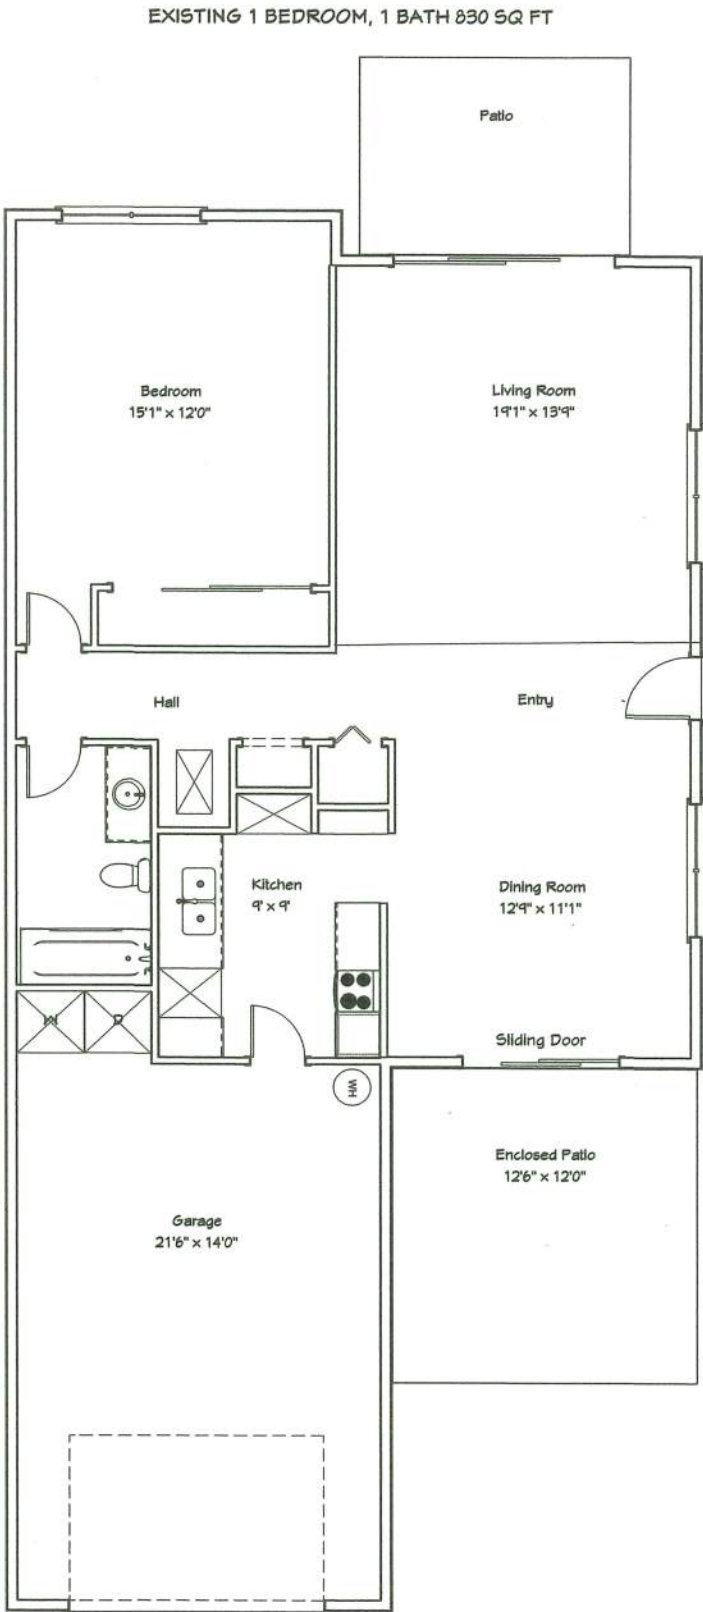 EXISTING 1 BEDROOM, 1 BATH 830 SQ FT
Patio
Bedroom
15'1" x 12'0"
Living Room
19'1" x 13'9"
Hall
Entry
Kitchen
9' x 9'
Dining Room
12'9" x 11'1"
W
D
Sliding Door
WH
Enclosed Patio
12'6" x 12'0"
Garage
21'6" x 14'0"